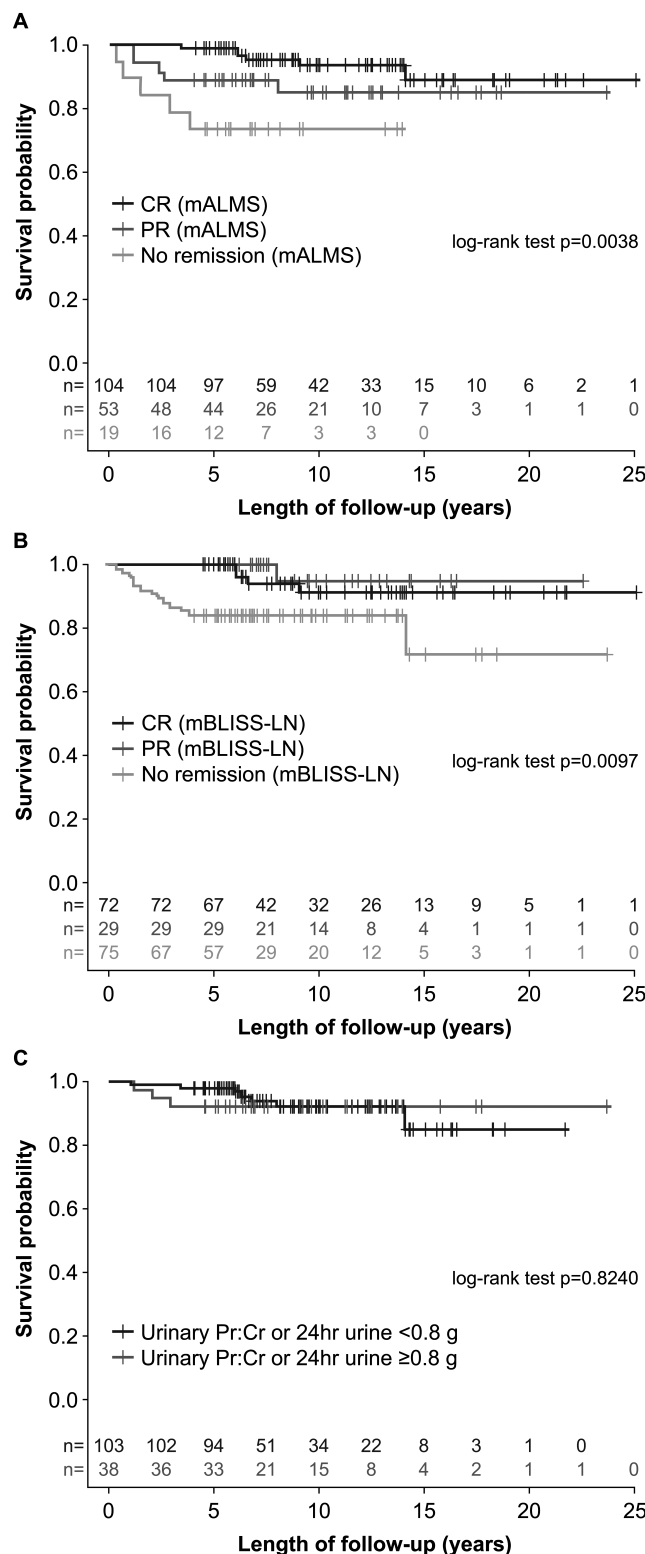 A
1.0
0.8
0.6
0.4
0.2
0.0
Survival probability
CR (mALMS)
PR (mALMS)
No remission (mALMS)
log-rank test p=0.0038
n= 104 104 97 59 42 33 15 10 6 2 1
n= 53 48 44 26 21 10 7 3 1 1 0
n= 19 16 12 7 3 3 0
0 5 10 15 20 25
Length of follow-up (years)
B
1.0
0.8
0.6
0.4
0.2
0.0
Survival probability
CR (mBLISS-LN)
PR (mBLISS-LN)
No remission (mBLISS-LN)
log-rank test p=0.0097
n= 72 72 67 42 32 26 13 9 5 1 1
n= 29 29 29 21 14 8 4 1 1 1 0
n= 75 67 57 29 20 12 5 3 1 1 0
0 5 10 15 20 25
Length of follow-up (years)
C
1.0
0.8
0.6
0.4
0.2
0.0
Survival probability
log-rank test p=0.8240
Urinary Pr:Cr or 24hr urine <0.8 g
Urinary Pr:Cr or 24hr urine ≥0.8 g
n= 103 102 94 51 34 22 8 3 1 0
n= 38 36 33 21 15 8 4 2 1 1 0
0 5 10 15 20 25
Length of follow-up (years)